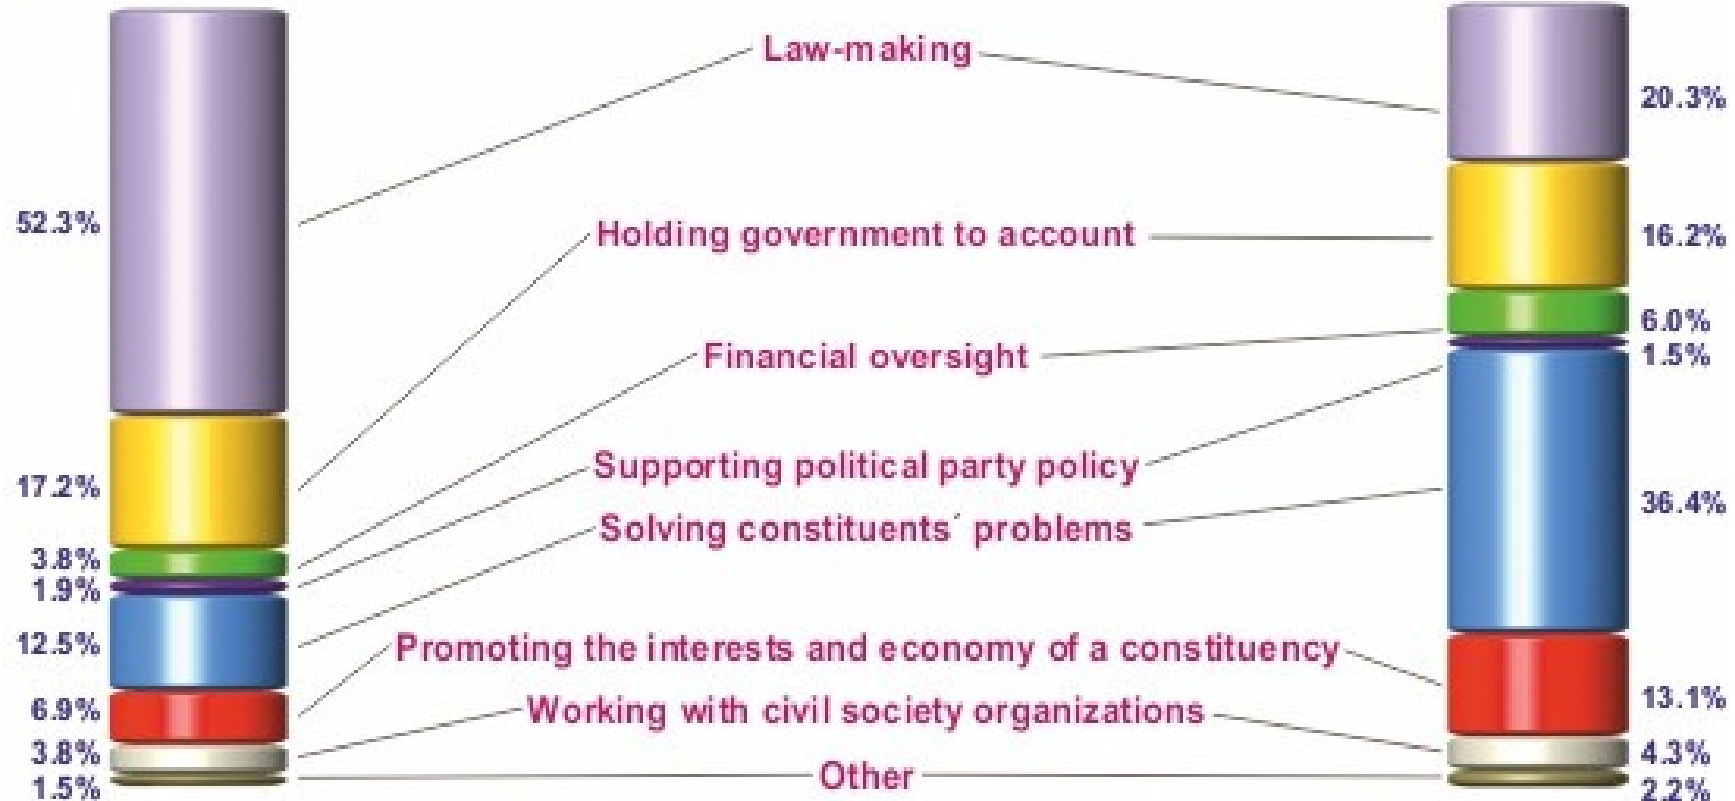 Law-making
20.3%
52.3%
Holding government to account
16.2%
6.0%
Financial oversight
1.5%
Supporting political party policy
17.2%
36.4%
Solving constituents´ problems
3.8%
1.9%
12.5%
Promoting the interests and economy of a constituency
13.1%
6.9%
Working with civil society organizations
3.8%
4.3%
Other
1.5%
2.2%